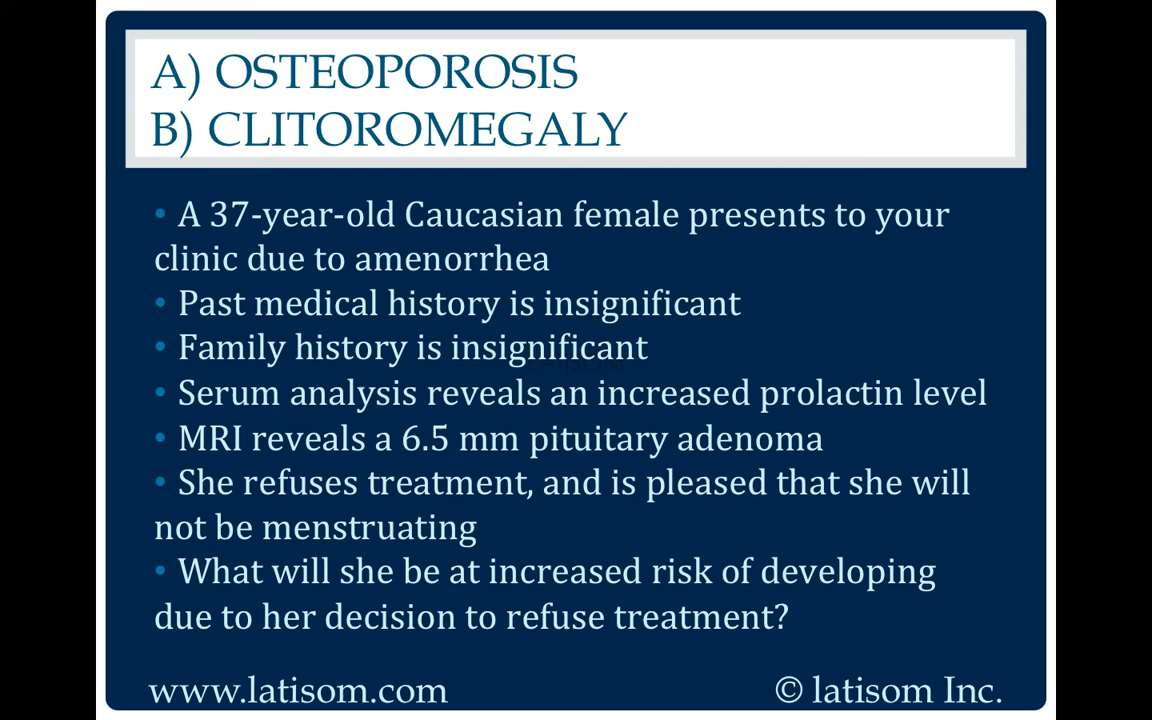 A) OSTEOPOROSIS
B) CLITOROMEGALY
• A 37-year-old Caucasian female presents to your
clinic due to amenorrhea
• Past medical history is insignificant
• Family history is insignificant
• Serum analysis reveals an increased prolactin level
• MRI reveals a 6.5 mm pituitary adenoma
• She refuses treatment, and is pleased that she will
not be menstruating
• What will she be at increased risk of developing
due to her decision to refuse treatment?
www.latisom.com
© latisom Inc.